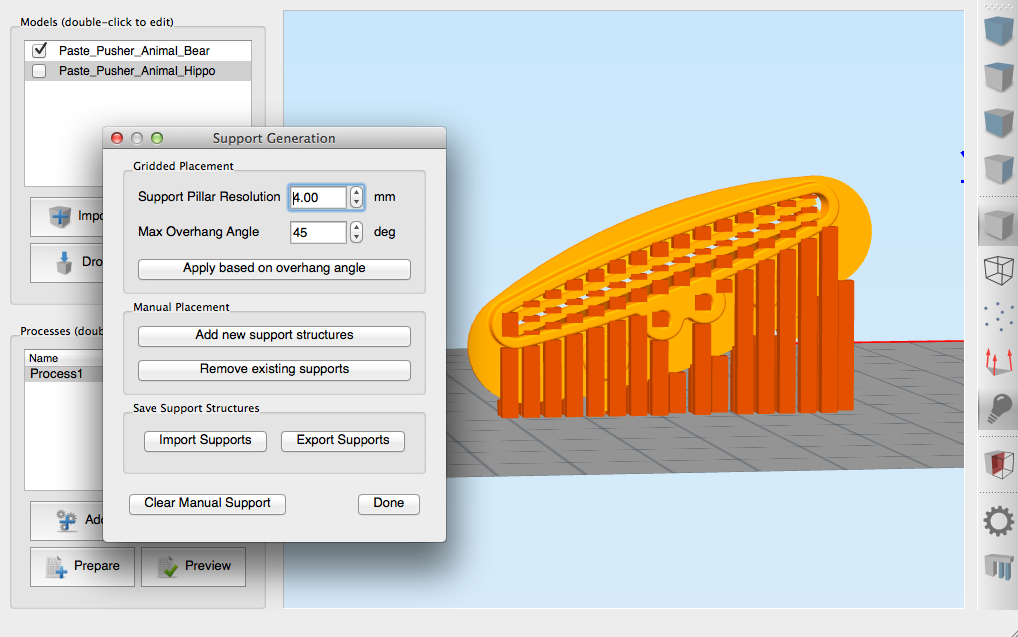 Models (double-click to edit)
Paste_Pusher_Animal_Bear
Paste_Pusher_Animal_Hippo
Support Generation
Gridded Placement
Support Pillar Resolution 4.00 mm
Max Overhang Angle 45 deg
Apply based on overhang angle
Manual Placement
Add new support structures
Remove existing supports
Save Support Structures
Import Supports Export Supports
Clear Manual Support Done
Impo
Dro
Processes (doub
Name
Process1
Add
Prepare Preview